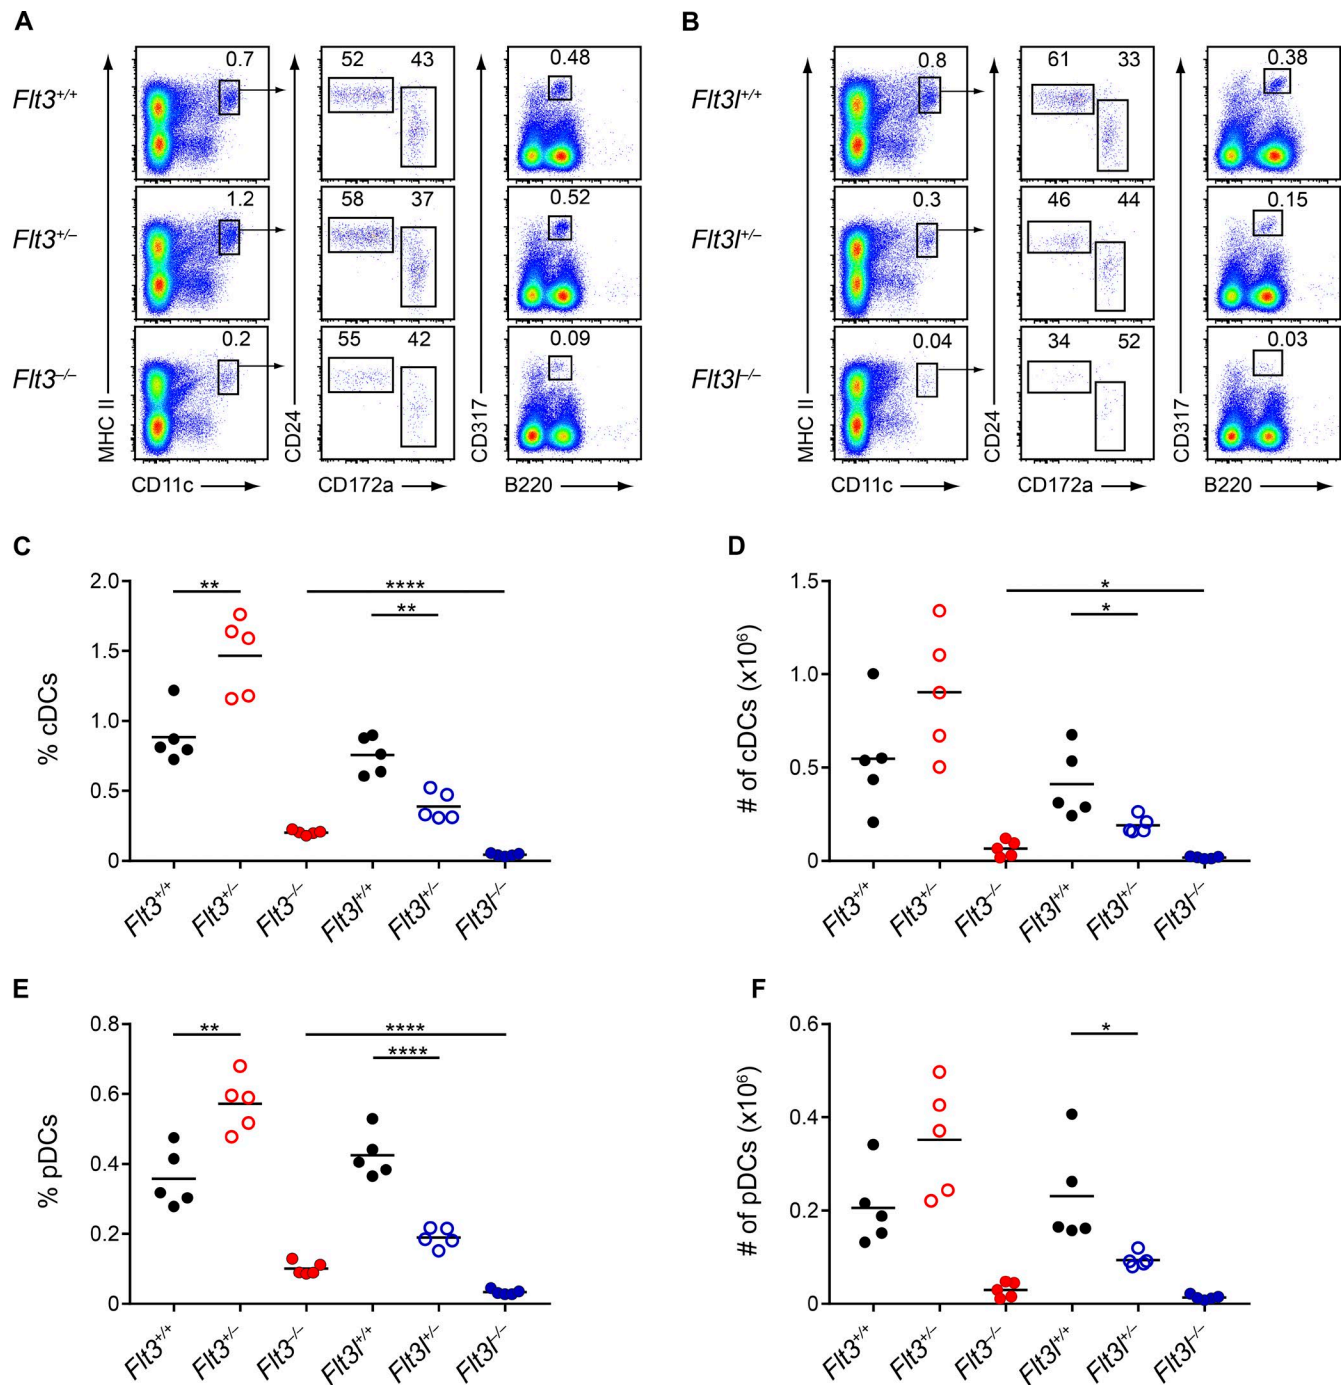 A
B
0.7
52
43
0.48
0.8
61
33
0.38
Flt3+/+
Flt3l+/+
1.2
58
37
0.52
0.3
46
44
0.15
Flt3+/–
Flt3l+/–
0.2
55
42
0.09
0.04
34
52
0.03
Flt3–/–
Flt3l–/–
MHC II
CD24
CD317
MHC II
CD24
CD317
CD11c
CD172a
B220
CD11c
CD172a
B220
C
% cDCs
2.0
1.5
1.0
0.5
0
**
****
**
Flt3+/+
Flt3+/–
Flt3–/–
Flt3l+/+
Flt3l+/–
Flt3l–/–
D
# of cDCs (x10⁶)
1.5
1.0
0.5
0
*
*
Flt3+/+
Flt3+/–
Flt3–/–
Flt3l+/+
Flt3l+/–
Flt3l–/–
E
% pDCs
0.8
0.6
0.4
0.2
0
**
****
****
Flt3+/+
Flt3+/–
Flt3–/–
Flt3l+/+
Flt3l+/–
Flt3l–/–
F
# of pDCs (x10⁶)
0.6
0.4
0.2
0
*
Flt3+/+
Flt3+/–
Flt3–/–
Flt3l+/+
Flt3l+/–
Flt3l–/–